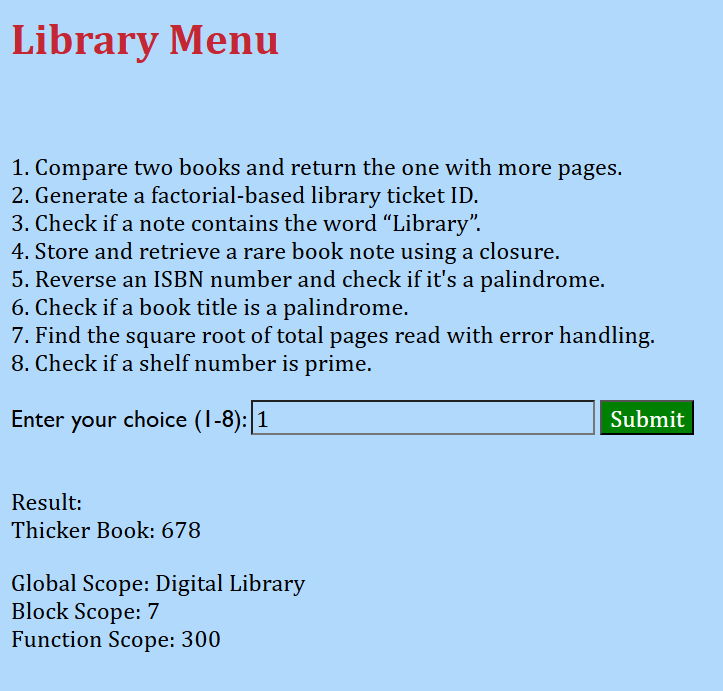 Library Menu
1. Compare two books and return the one with more pages.
2. Generate a factorial-based library ticket ID.
3. Check if a note contains the word “Library”.
4. Store and retrieve a rare book note using a closure.
5. Reverse an ISBN number and check if it's a palindrome.
6. Check if a book title is a palindrome.
7. Find the square root of total pages read with error handling.
8. Check if a shelf number is prime.
Enter your choice (1-8): 1 Submit
Result:
Thicker Book: 678
Global Scope: Digital Library
Block Scope: 7
Function Scope: 300